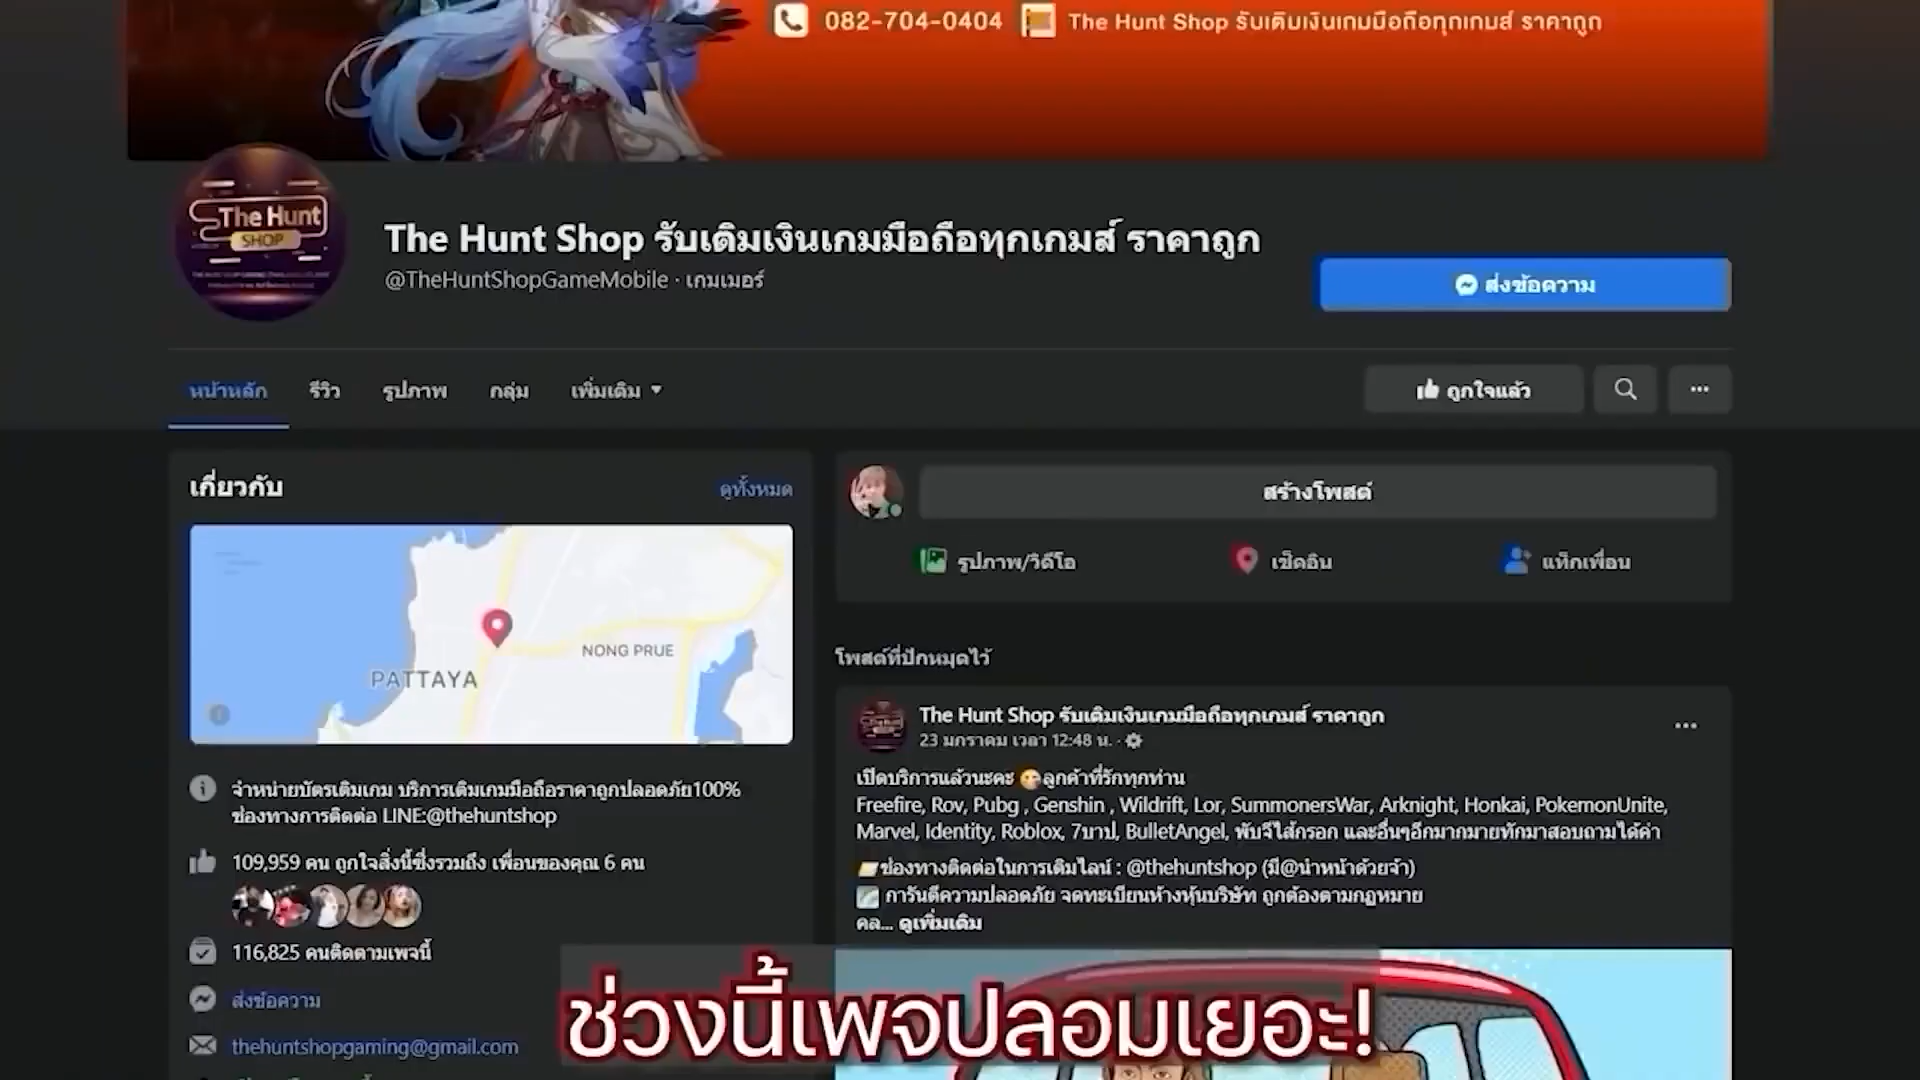 082-704-0404 The Hunt Shop รับเติมเงินเกมมือถือทุกเกมส์ ราคาถูก
The Hunt
SHOP
The Hunt Shop รับเติมเงินเกมมือถือทุกเกมส์ ราคาถูก
@TheHuntShopGameMobile · เกมเมอร์
ส่งข้อความ
หน้าหลัก รีวิว รูปภาพ กลุ่ม เพิ่มเติม
ถูกใจแล้ว
เกี่ยวกับ ดูทั้งหมด
PATTAYA
NONG PRUE
จำหน่ายบัตรเติมเกม บริการเติมเกมมือถือราคาถูกปลอดภัย100%
ช่องทางการติดต่อ LINE:@thehuntshop
109,959 คน ถูกใจสิ่งนี้ซึ่งรวมถึง เพื่อนของคุณ 6 คน
116,825 คนติดตามเพจนี้
ส่งข้อความ
thehuntshopgaming@gmail.com
สร้างโพสต์
รูปภาพ/วิดีโอ เช็คอิน แท็กเพื่อน
โพสต์ที่ปักหมุดไว้
The Hunt Shop รับเติมเงินเกมมือถือทุกเกมส์ ราคาถูก
23 มกราคม เวลา 12:48 น. ·
เปิดบริการแล้วนะคะ ลูกค้าที่รักทุกท่าน
Freefire, Rov, Pubg , Genshin , Wildrift, Lor, SummonersWar, Arknight, Honkai, PokemonUnite,
Marvel, Identity, Roblox, 7บาป, BulletAngel, พับจีไส้กรอก และอื่นๆอีกมากมายทักมาสอบถามได้ค่า
ช่องทางติดต่อในการเติมไลน์ : @thehuntshop (มี@นำหน้าด้วยจ้า)
การันตีความปลอดภัย จดทะเบียนห้างหุ้นบริษัท ถูกต้องตามกฎหมาย
คล... ดูเพิ่มเติม
ช่วงนี้เพจปลอมเยอะ!